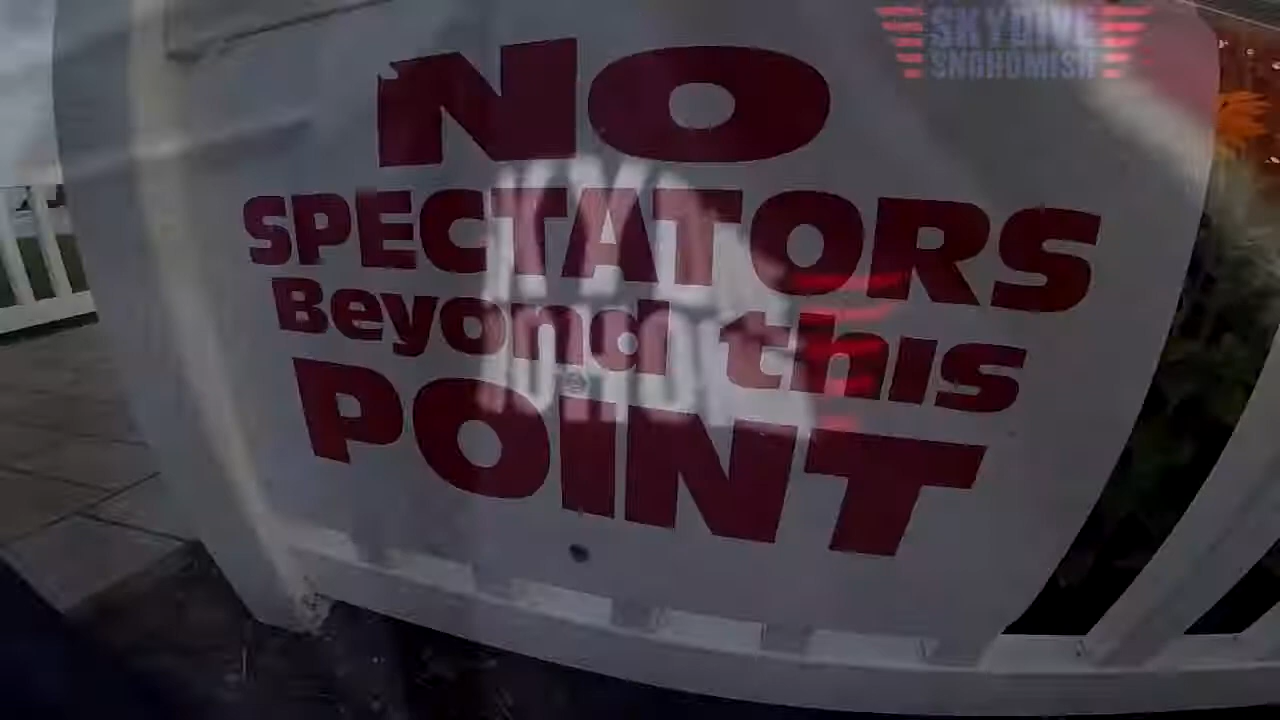 SKYDIVE
SNOHOMISH
NO
SPECTATORS
Beyond this
POINT